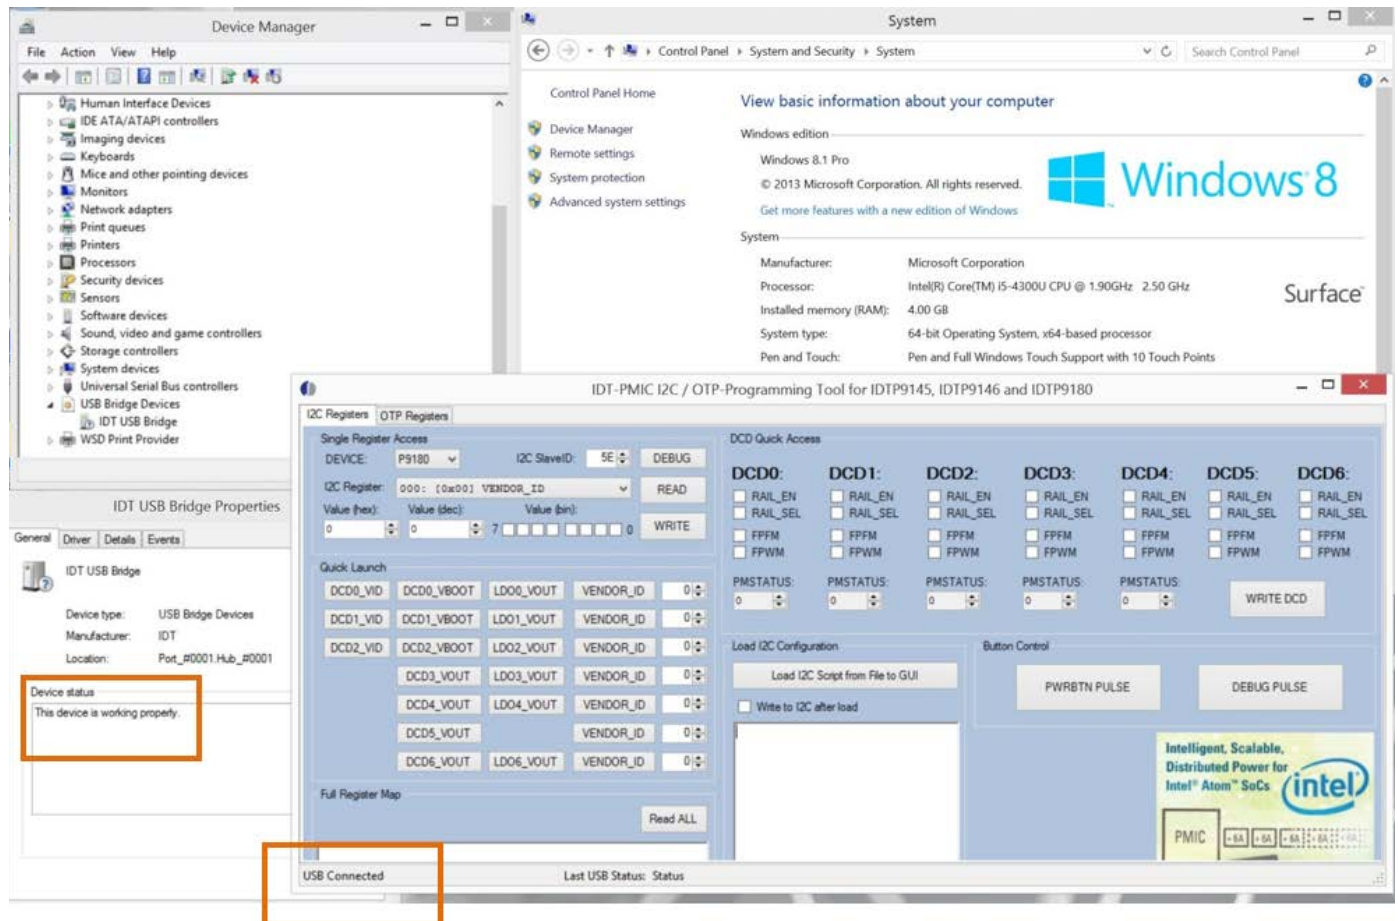 Device Manager
File Action View Help
Human Interface Devices
IDE ATA/ATAPI controllers
Imaging devices
Keyboards
Mice and other pointing devices
Monitors
Network adapters
Print queues
Printers
Processors
Security devices
Sensors
Software devices
Sound, video and game controllers
Storage controllers
System devices
Universal Serial Bus controllers
USB Bridge Devices
IDT USB Bridge
WSD Print Provider
System
Control Panel System and Security System
Search Control Panel
Control Panel Home
Device Manager
Remote settings
System protection
Advanced system settings
View basic information about your computer
Windows edition
Windows 8.1 Pro
© 2013 Microsoft Corporation. All rights reserved.
Get more features with a new edition of Windows
Windows 8
System
Manufacturer: Microsoft Corporation
Processor: Intel(R) Core(TM) i5-4300U CPU @ 1.90GHz 2.50 GHz
Installed memory (RAM): 4.00 GB
System type: 64-bit Operating System, x64-based processor
Pen and Touch: Pen and Full Windows Touch Support with 10 Touch Points
Surface
IDT USB Bridge Properties
General Driver Details Events
IDT USB Bridge
Device type: USB Bridge Devices
Manufacturer: IDT
Location: Port_#0001.Hub_#0001
Device status
This device is working properly.
IDT-PMIC I2C / OTP-Programming Tool for IDTP9145, IDTP9146 and IDTP9180
I2C Registers OTP Registers
Single Register Access
DEVICE: P9180 I2C SlaveID: 5E DEBUG
I2C Register: 000: [0x00] VENDOR_ID READ
Value (hex): Value (dec): Value (bin):
0 0 7 0 WRITE
Quick Launch
DCD0_VID DCD0_VBOOT LDO0_VOUT VENDOR_ID 0
DCD1_VID DCD1_VBOOT LDO1_VOUT VENDOR_ID 0
DCD2_VID DCD2_VBOOT LDO2_VOUT VENDOR_ID 0
DCD3_VOUT LDO3_VOUT VENDOR_ID 0
DCD4_VOUT LDO4_VOUT VENDOR_ID 0
DCD5_VOUT VENDOR_ID 0
DCD6_VOUT LDO6_VOUT VENDOR_ID 0
Full Register Map
Read ALL
DCD Quick Access
DCD0: DCD1: DCD2: DCD3: DCD4: DCD5: DCD6:
RAIL_EN RAIL_EN RAIL_EN RAIL_EN RAIL_EN RAIL_EN RAIL_EN
RAIL_SEL RAIL_SEL RAIL_SEL RAIL_SEL RAIL_SEL RAIL_SEL RAIL_SEL
FPFM FPFM FPFM FPFM FPFM FPFM FPFM
FPWM FPWM FPWM FPWM FPWM FPWM FPWM
PMSTATUS: PMSTATUS: PMSTATUS: PMSTATUS: PMSTATUS:
0 0 0 0 0 WRITE DCD
Load I2C Configuration
Load I2C Script from File to GUI
Write to I2C after load
Button Control
PWRBTN PULSE DEBUG PULSE
Intelligent, Scalable,
Distributed Power for
Intel® Atom™ SoCs
intel
PMIC +6A +6A +6A +6A
USB Connected Last USB Status: Status